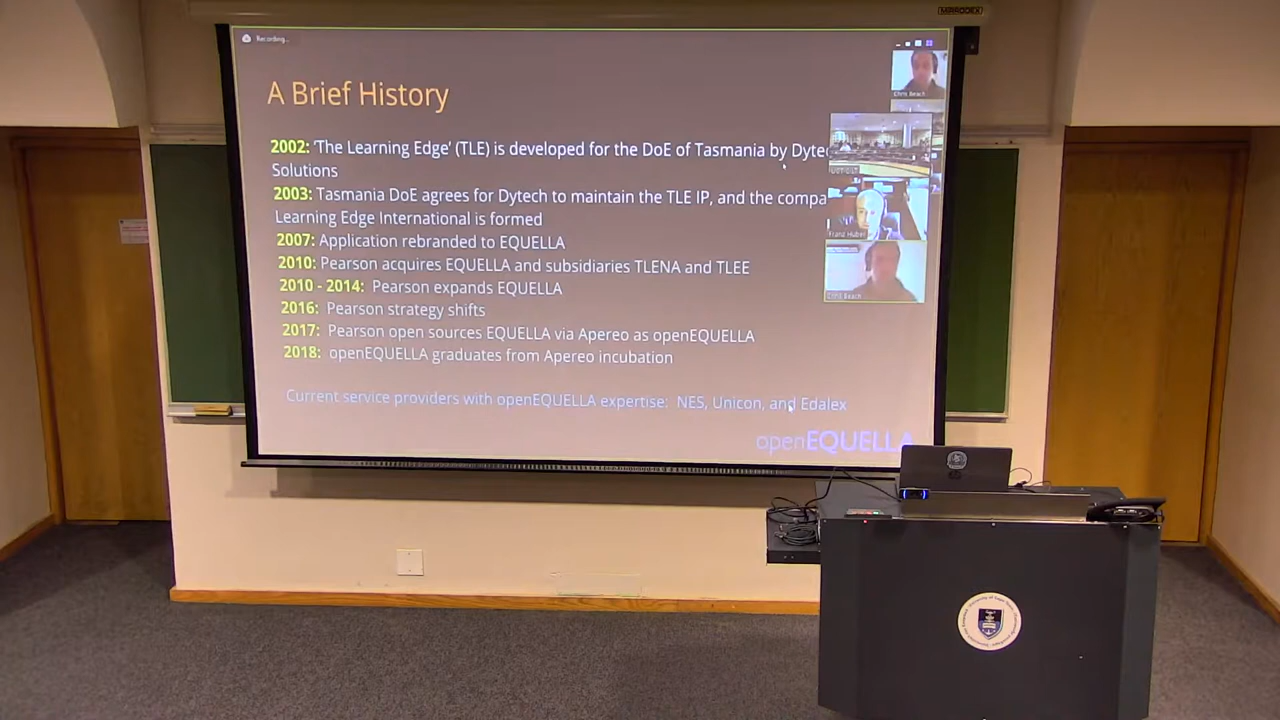 Recording...
A Brief History
2002: 'The Learning Edge' (TLE) is developed for the DoE of Tasmania by
Solutions
2003: Tasmania DoE agrees for Dytech to maintain the TLE IP, and the
Learning Edge International is formed
2007: Application rebranded to EQUELLA
2010: Pearson acquires EQUELLA and subsidiaries TLENA and TLEE
2010 - 2014: Pearson expands EQUELLA
2016: Pearson strategy shifts
2017: Pearson open sources EQUELLA via Apereo as openEQUELLA
2018: openEQUELLA graduates from Apereo incubation
Current service providers with openEQUELLA expertise: NES, Unicon, and Edalex
openEQUELLA
Chris Beach
Franz Huber
Chris Beach